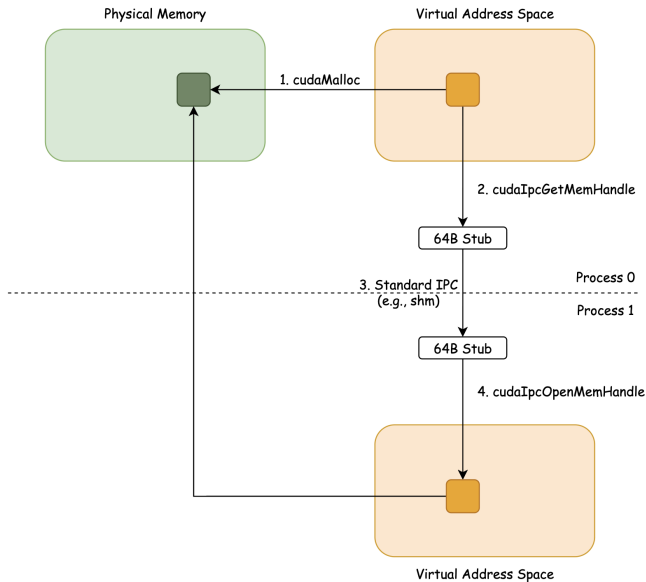 Physical Memory
Virtual Address Space
1. cudaMalloc
2. cudaIpcGetMemHandle
64B Stub
3. Standard IPC
(e.g., shm)
Process 0
Process 1
64B Stub
4. cudaIpcOpenMemHandle
Virtual Address Space